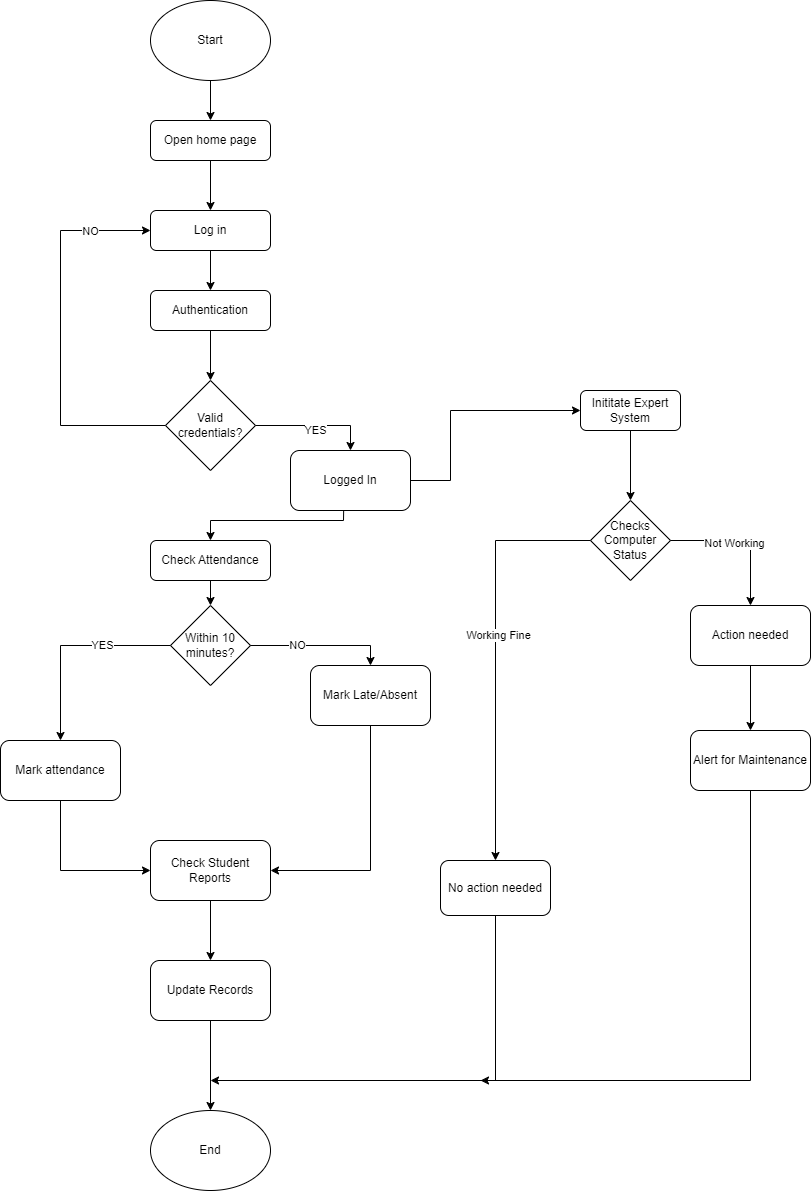 Start
Open home page
NO
Log in
Authentication
Valid
credentials?
YES
Logged In
Inititate Expert
System
Checks
Computer
Status
Not Working
Working Fine
Action needed
Alert for Maintenance
No action needed
Check Attendance
Within 10
minutes?
YES
NO
Mark Late/Absent
Mark attendance
Check Student
Reports
Update Records
End